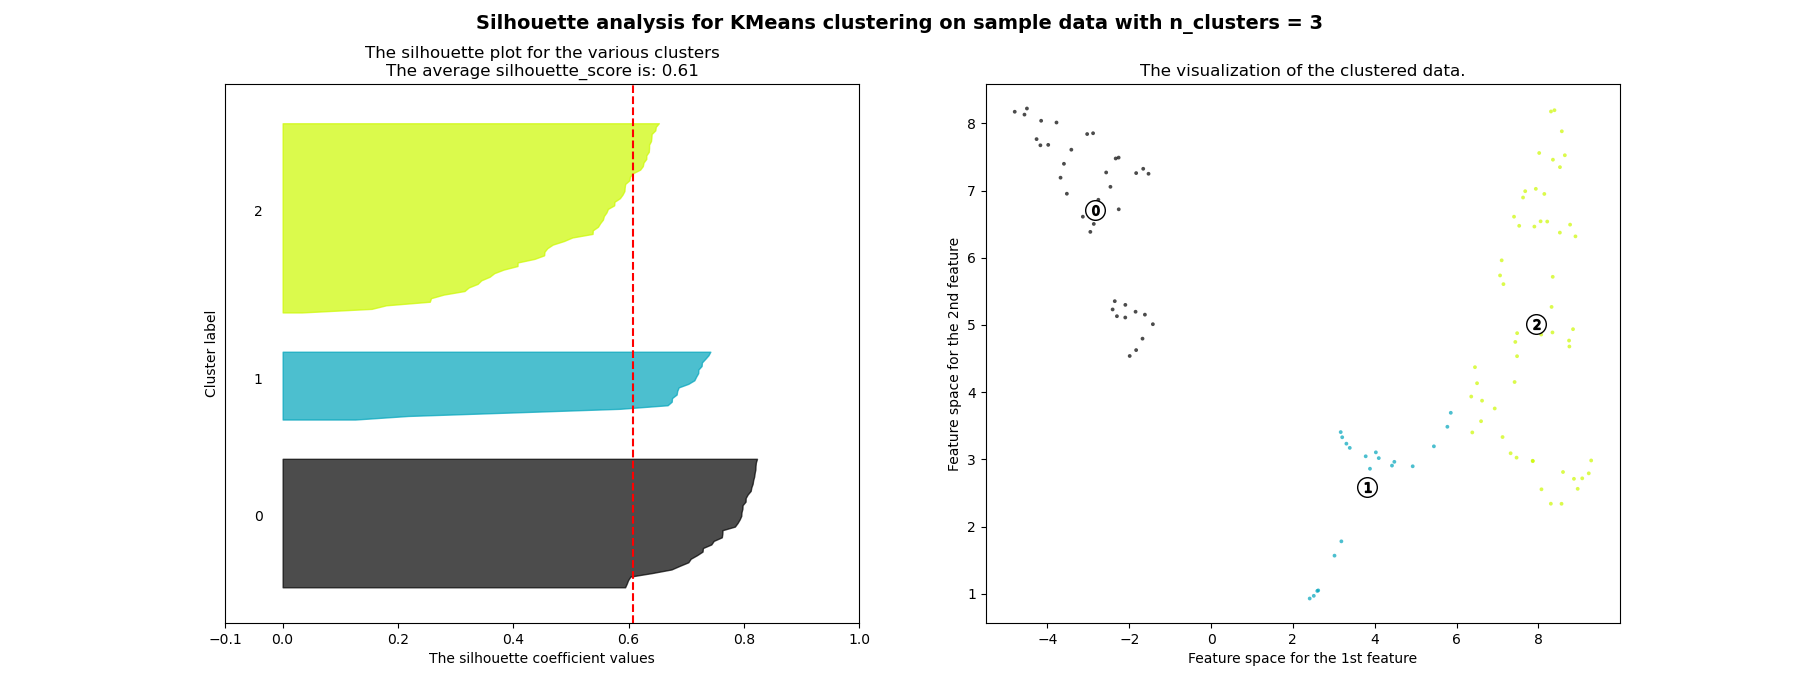 Silhouette analysis for KMeans clustering on sample data with n_clusters = 3
The silhouette plot for the various clusters
The average silhouette_score is: 0.61
2
1
0
Cluster label
−0.1 0.0 0.2 0.4 0.6 0.8 1.0
The silhouette coefficient values
The visualization of the clustered data.
8
7
6
5
4
3
2
1
Feature space for the 2nd feature
0
2
1
−4 −2 0 2 4 6 8
Feature space for the 1st feature